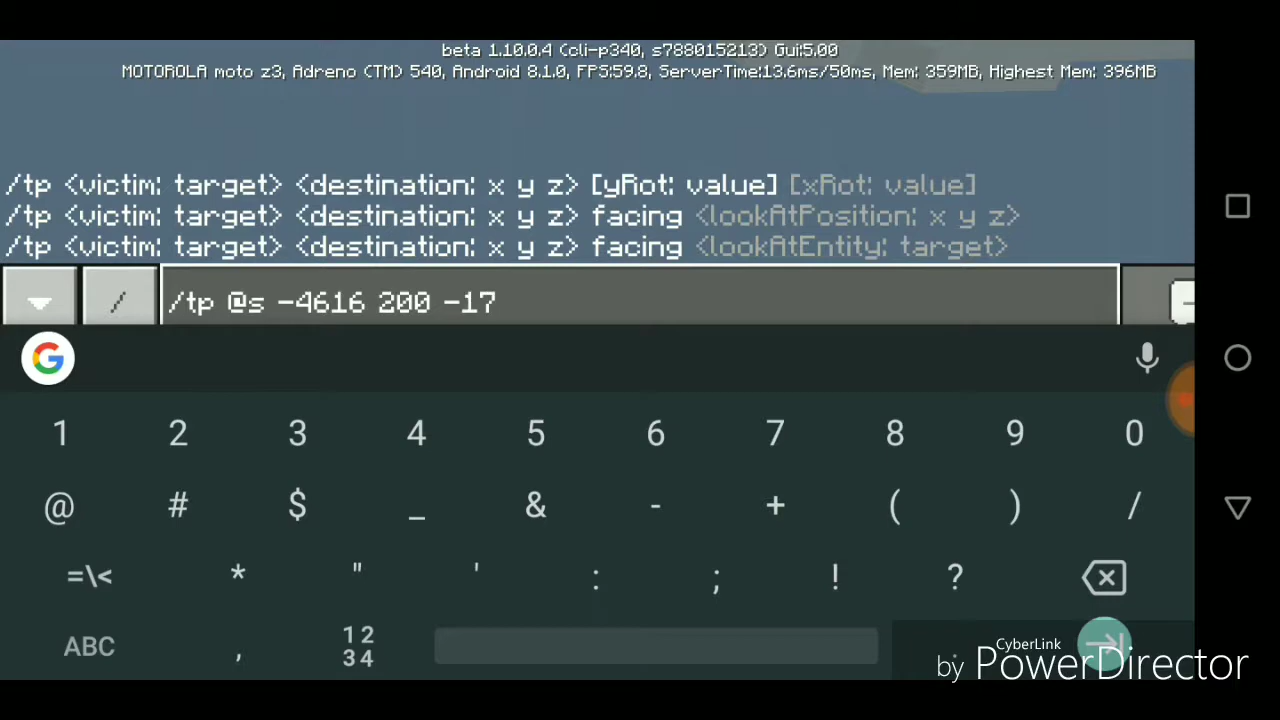 beta 1.10.0.4 (cli-p340, s788015213) Gui:5,00
MOTOROLA moto z3, Adreno (TM) 540, Android 8.1.0, FPS:59.8, ServerTime:13.6ms/50ms, Mem: 359MB, Highest Mem: 396MB
/tp <victim: target> <destination: x y z> [yRot: value] [xRot: value]
/tp <victim: target> <destination: x y z> facing <lookAtPosition: x y z>
/tp <victim: target> <destination: x y z> facing <lookAtEntity: target>
/ /tp @s -4616 200 -17
G
1 2 3 4 5 6 7 8 9 0
@ # $ _ & - + ( ) /
=\< * " ' : ; ! ?
ABC , 12 34 .
CyberLink
by PowerDirector